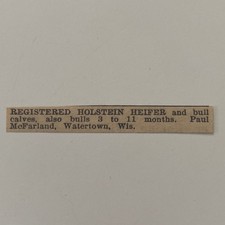 REGISTERED HOLSTEIN HEIFER and bull
calves, also bulls 3 to 11 months. Paul
McFarland, Watertown, Wis.